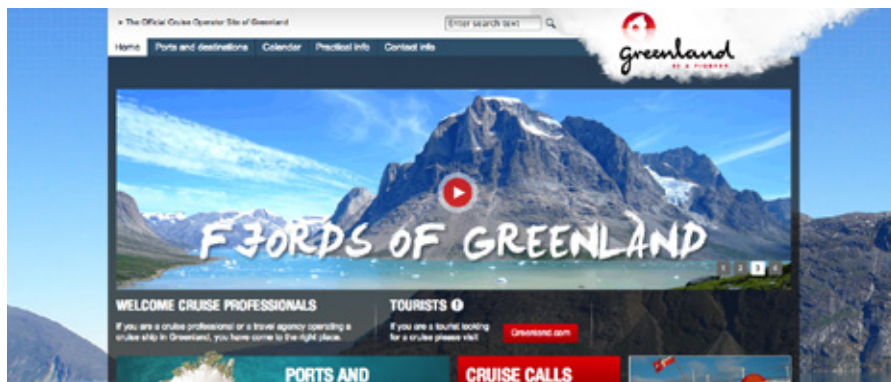 » The Official Cruise Operator Site of Greenland
Enter search text
greenland
BE A PIONEER
Home Ports and destinations Calendar Practical info Contact info
FJORDS OF GREENLAND
1 2 3 4
WELCOME CRUISE PROFESSIONALS
If you are a cruise professional or a travel agency operating a
cruise ship in Greenland, you have come to the right place.
TOURISTS
If you are a tourist looking
for a cruise please visit
Greenland.com
PORTS AND
CRUISE CALLS